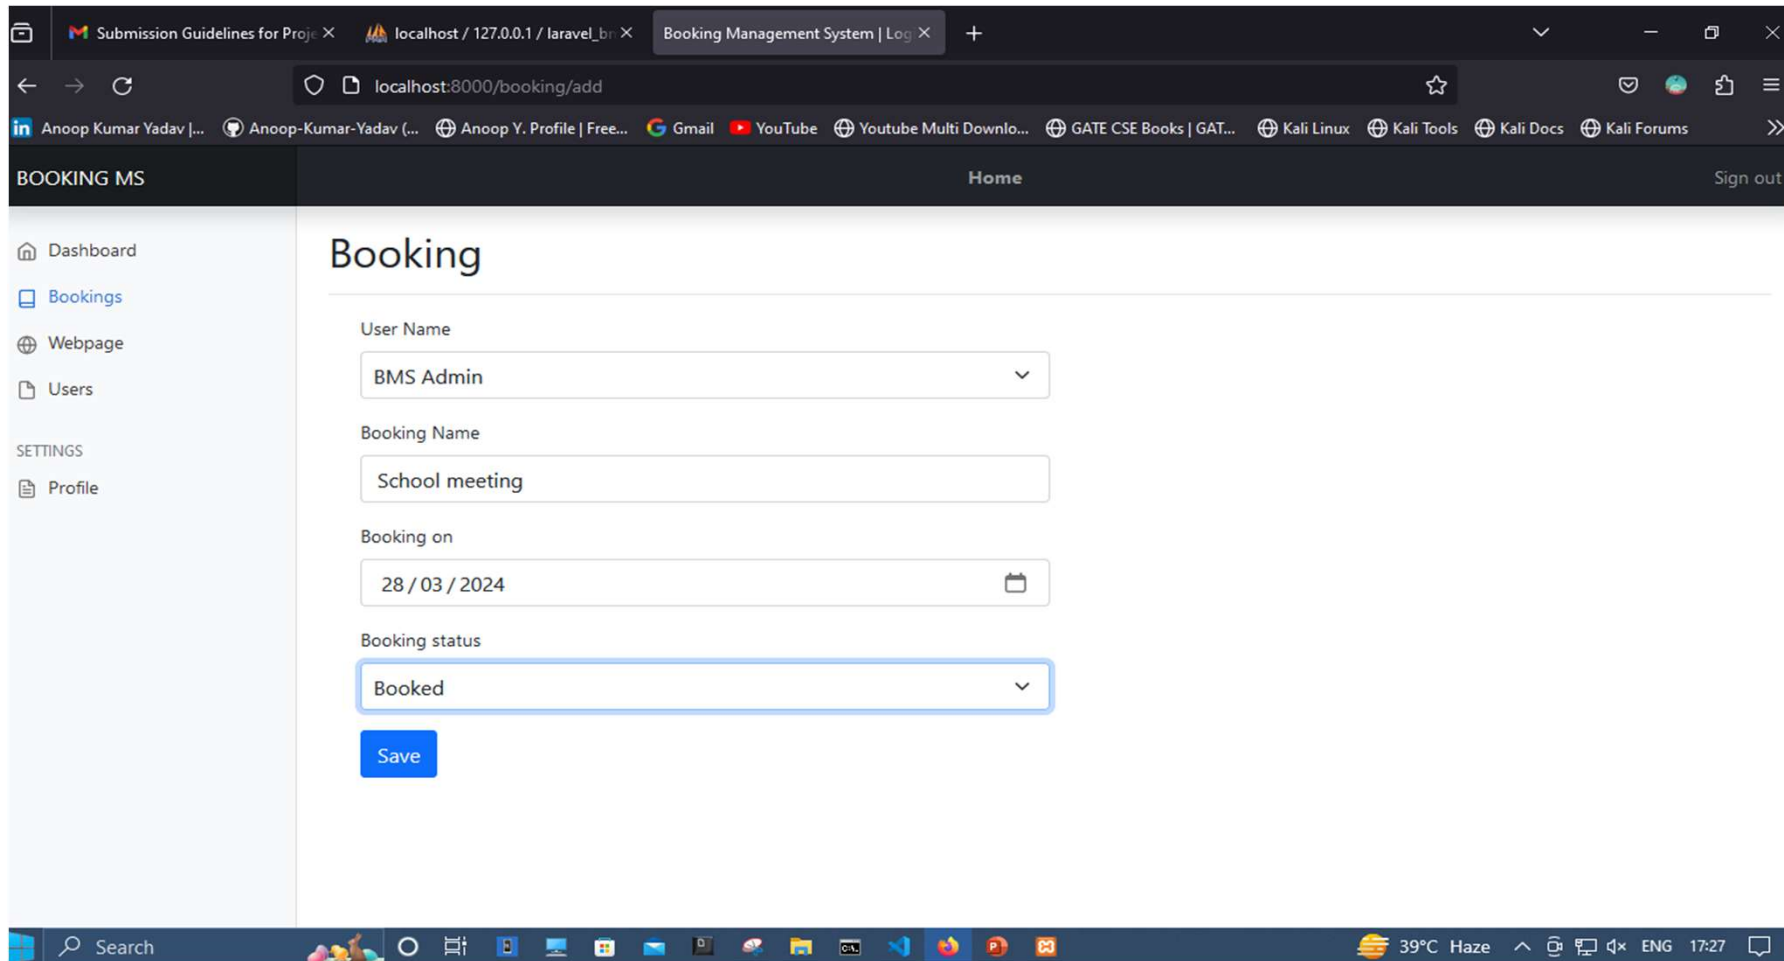 Submission Guidelines for Proje
localhost / 127.0.0.1 / laravel_br
Booking Management System | Log
localhost:8000/booking/add
Anoop Kumar Yadav |...
Anoop-Kumar-Yadav (...
Anoop Y. Profile | Free...
Gmail
YouTube
Youtube Multi Downlo...
GATE CSE Books | GAT...
Kali Linux
Kali Tools
Kali Docs
Kali Forums
BOOKING MS
Home
Sign out
Dashboard
Bookings
Webpage
Users
SETTINGS
Profile
Booking
User Name
BMS Admin
Booking Name
School meeting
Booking on
28 / 03 / 2024
Booking status
Booked
Save
Search
39°C Haze
ENG
17:27